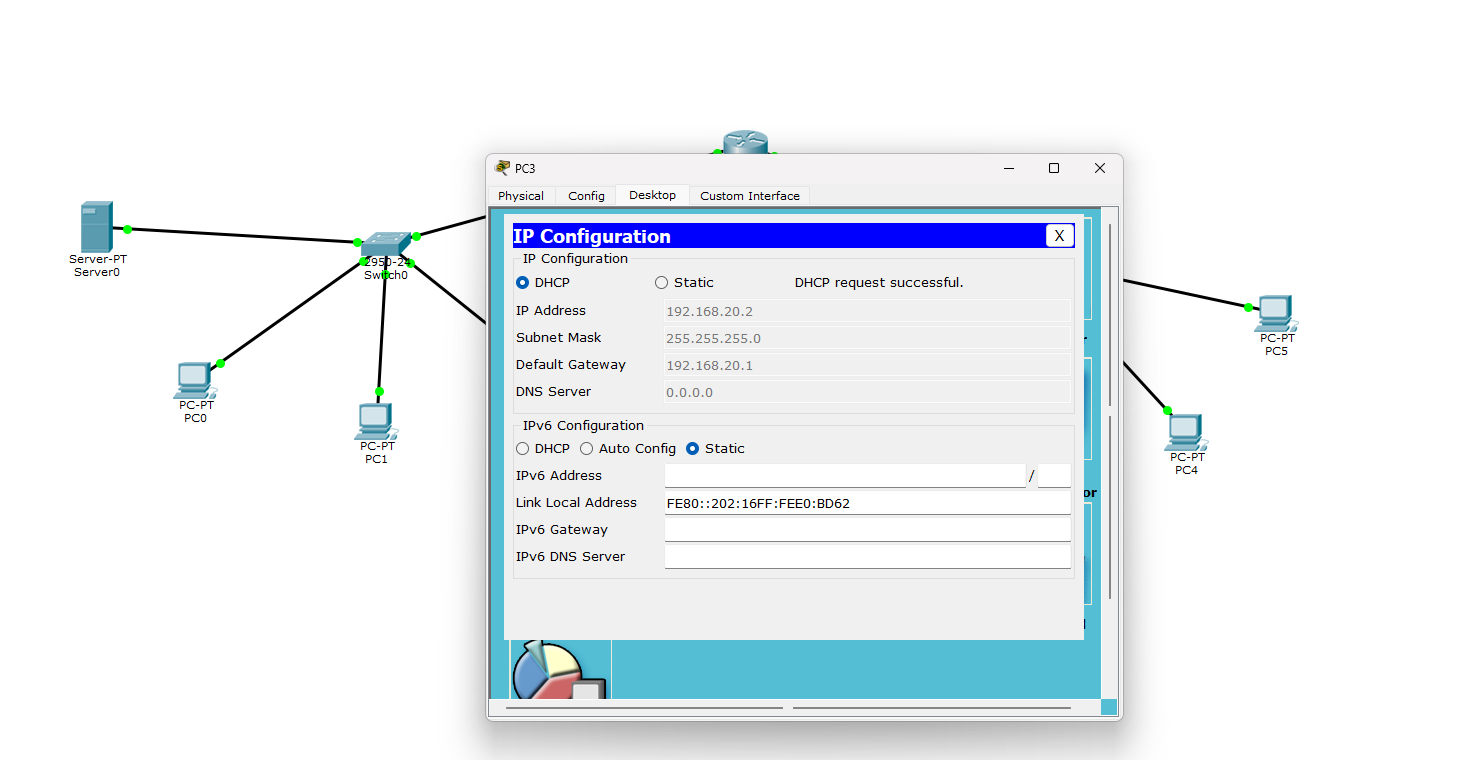 PC3
Physical Config Desktop Custom Interface
IP Configuration X
IP Configuration
DHCP Static DHCP request successful.
IP Address 192.168.20.2
Subnet Mask 255.255.255.0
Default Gateway 192.168.20.1
DNS Server 0.0.0.0
IPv6 Configuration
DHCP Auto Config Static
IPv6 Address /
Link Local Address FE80::202:16FF:FEE0:BD62
IPv6 Gateway
IPv6 DNS Server
Server-PT
Server0
2950-24
Switch0
PC-PT
PC0
PC-PT
PC1
PC-PT
PC5
PC-PT
PC4